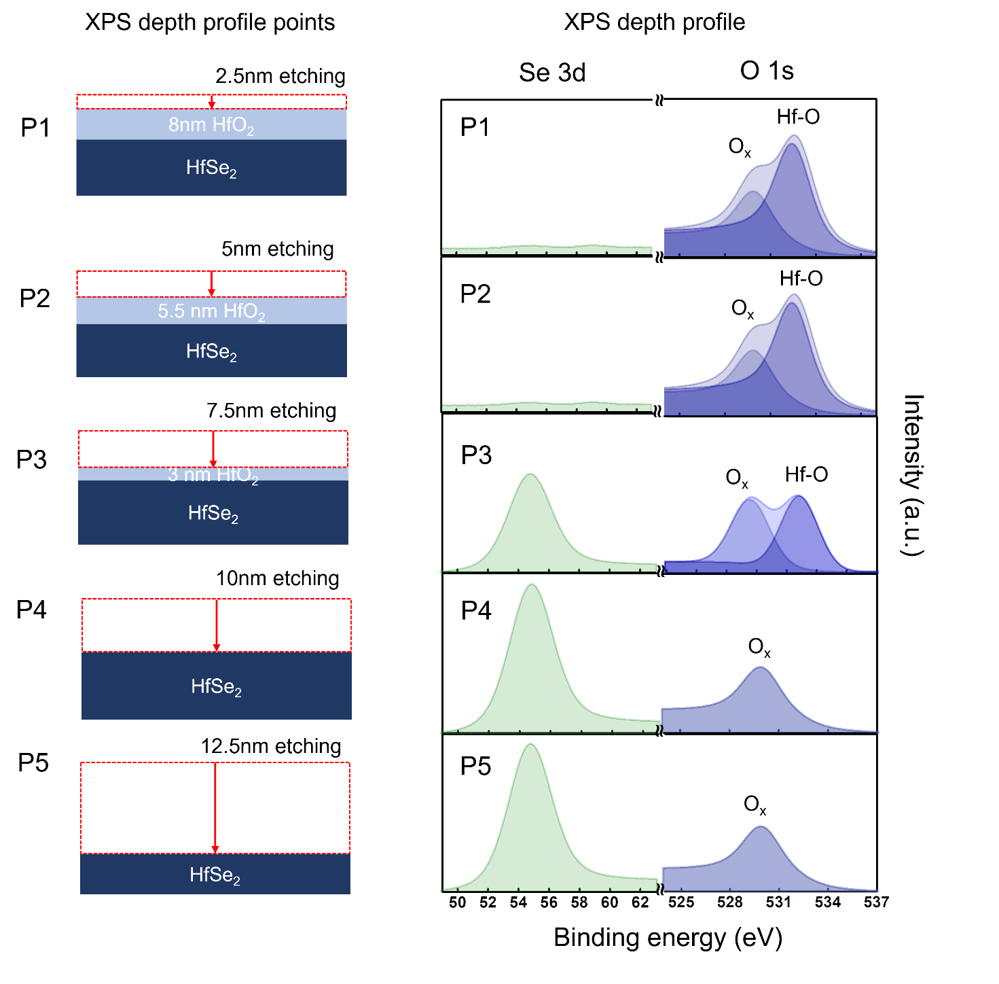 XPS depth profile points
2.5nm etching
P1
8nm HfO2
HfSe2
5nm etching
P2
5.5 nm HfO2
HfSe2
7.5nm etching
P3
3 nm HfO2
HfSe2
10nm etching
P4
HfSe2
12.5nm etching
P5
HfSe2
XPS depth profile
Se 3d
O 1s
P1
Ox
Hf-O
P2
Ox
Hf-O
P3
Ox
Hf-O
P4
Ox
P5
Ox
50 52 54 56 58 60 62 525 528 531 534 537
Binding energy (eV)
Intensity (a.u.)